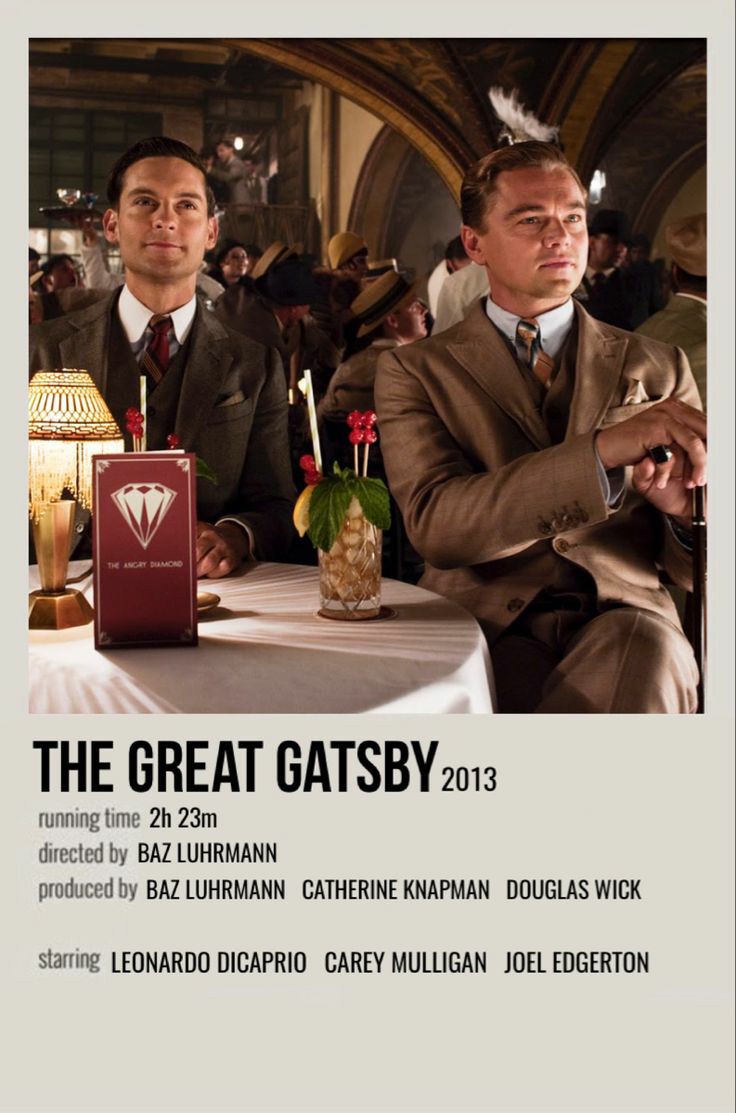 THE ANGRY DIAMOND
THE GREAT GATSBY 2013
running time 2h 23m
directed by BAZ LUHRMANN
produced by BAZ LUHRMANN CATHERINE KNAPMAN DOUGLAS WICK
starring LEONARDO DICAPRIO CAREY MULLIGAN JOEL EDGERTON